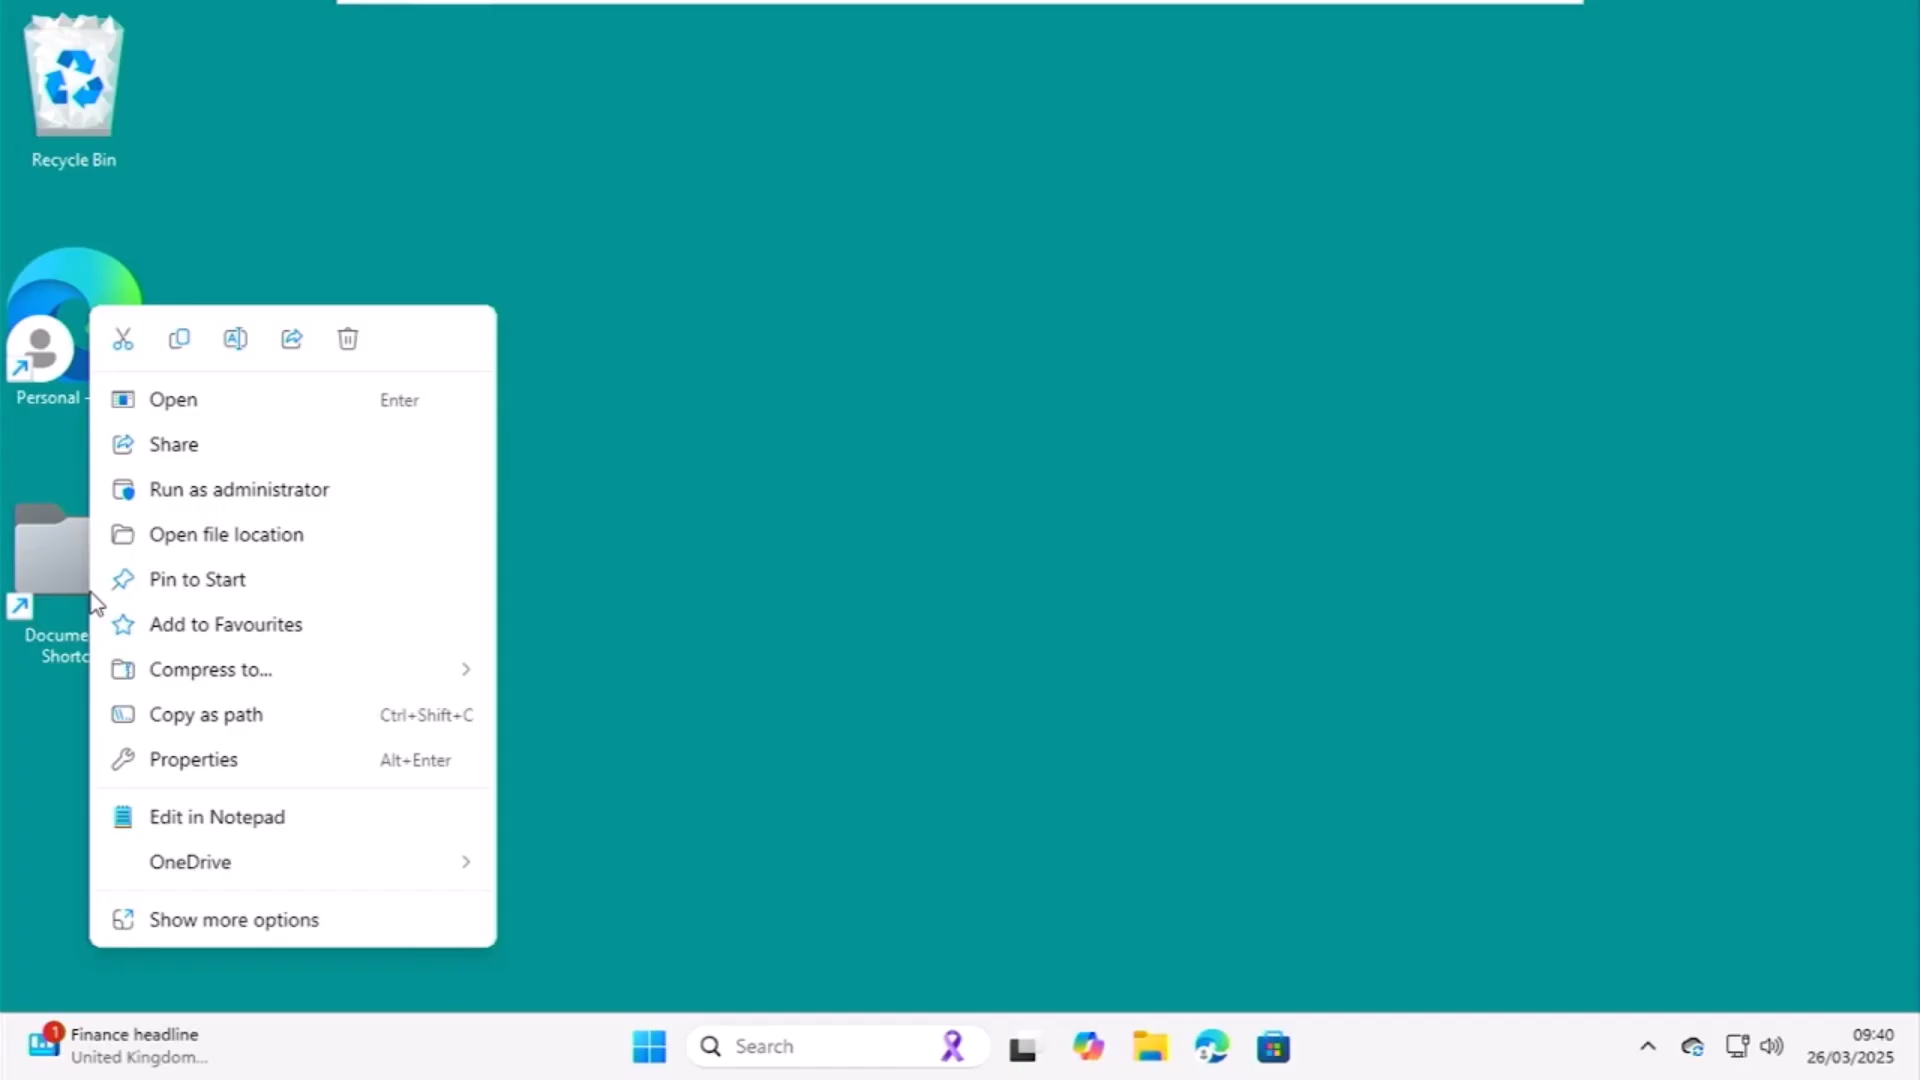 Recycle Bin
Personal -
Open Enter
Share
Run as administrator
Open file location
Pin to Start
Add to Favourites
Docume
Shortc
Compress to...
Copy as path Ctrl+Shift+C
Properties Alt+Enter
Edit in Notepad
OneDrive
Show more options
1
Finance headline
United Kingdom...
Search
09:40
26/03/2025